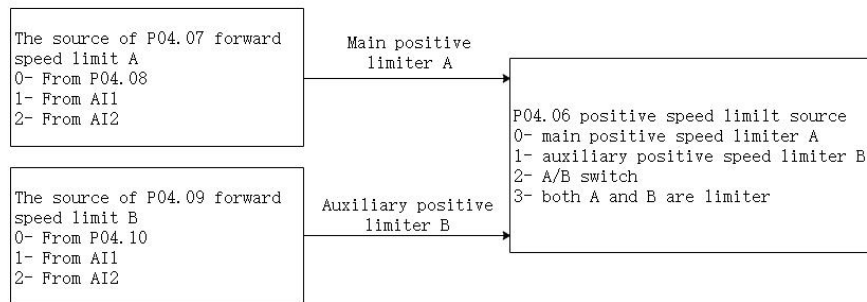 The source of P04.07 forward
speed limit A
0- From P04.08
1- From AI1
2- From AI2
Main positive
limiter A
The source of P04.09 forward
speed limit B
0- From P04.10
1- From AI1
2- From AI2
Auxiliary positive
limiter B
P04.06 positive speed limilt source
0- main positive speed limiter A
1- auxiliary positive speed limiter B
2- A/B switch
3- both A and B are limiter